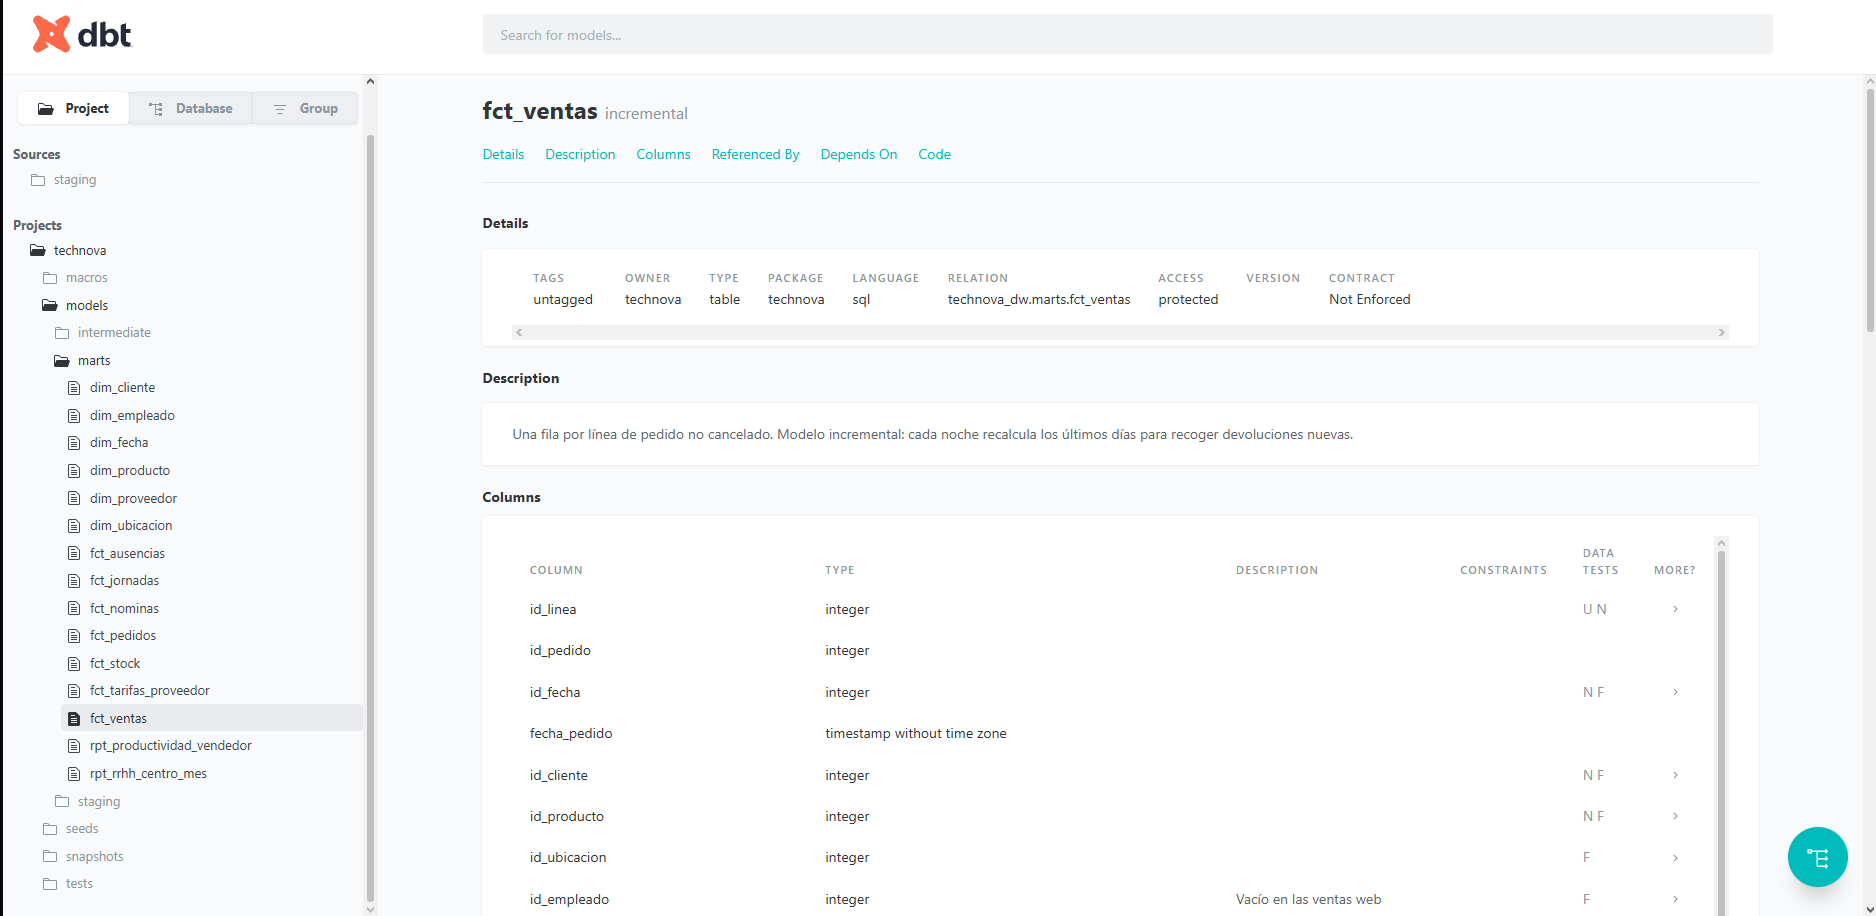 dbt
Search for models...
Project
Database
Group
Sources
staging
Projects
technova
macros
models
intermediate
marts
dim_cliente
dim_empleado
dim_fecha
dim_producto
dim_proveedor
dim_ubicacion
fct_ausencias
fct_jornadas
fct_nominas
fct_pedidos
fct_stock
fct_tarifas_proveedor
fct_ventas
rpt_productividad_vendedor
rpt_rrhh_centro_mes
staging
seeds
snapshots
tests
fct_ventas incremental
Details Description Columns Referenced By Depends On Code
Details
TAGS OWNER TYPE PACKAGE LANGUAGE RELATION ACCESS VERSION CONTRACT
untagged technova table technova sql technova_dw.marts.fct_ventas protected Not Enforced
Description
Una fila por línea de pedido no cancelado. Modelo incremental: cada noche recalcula los últimos días para recoger devoluciones nuevas.
Columns
COLUMN TYPE DESCRIPTION CONSTRAINTS DATA TESTS MORE?
id_linea integer U N
id_pedido integer
id_fecha integer N F
fecha_pedido timestamp without time zone
id_cliente integer N F
id_producto integer N F
id_ubicacion integer F
id_empleado integer Vacío en las ventas web F